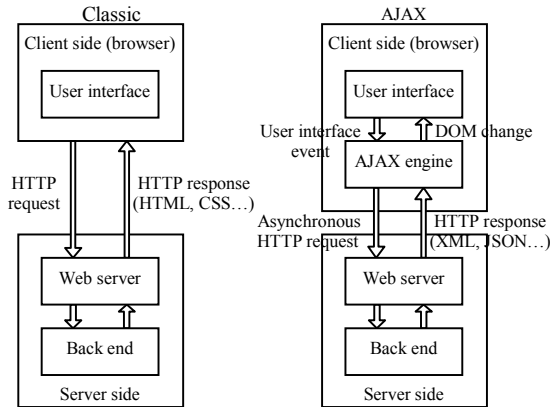 Classic
Client side (browser)
User interface
HTTP
request
HTTP response
(HTML, CSS…)
Web server
Back end
Server side
AJAX
Client side (browser)
User interface
User interface
event
DOM change
AJAX engine
Asynchronous
HTTP request
HTTP response
(XML, JSON…)
Web server
Back end
Server side